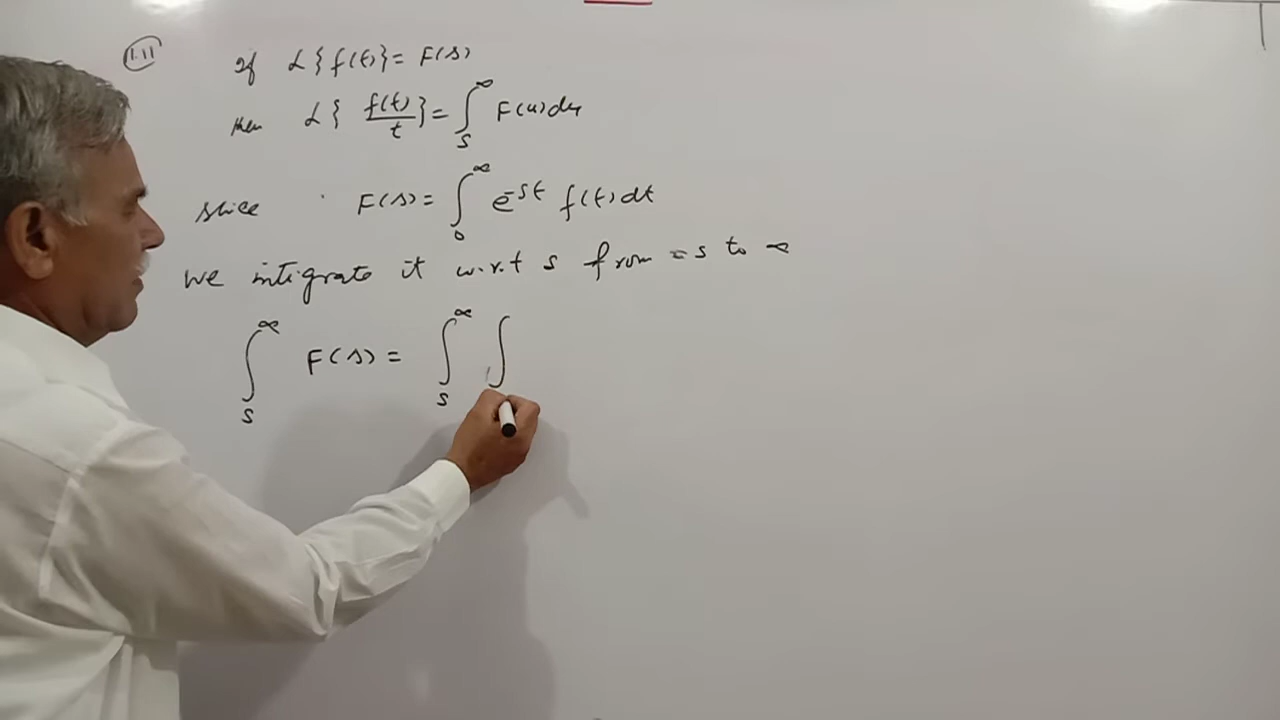 1.11 If L{f(t)} = F(s)
then L{ f(t)/t } = ∫_s^∞ F(u)du
since F(s) = ∫_0^∞ e^-st f(t)dt
We integrate it w.r.t s from = s to ∞
∫_s^∞ F(s) = ∫_s^∞ ∫